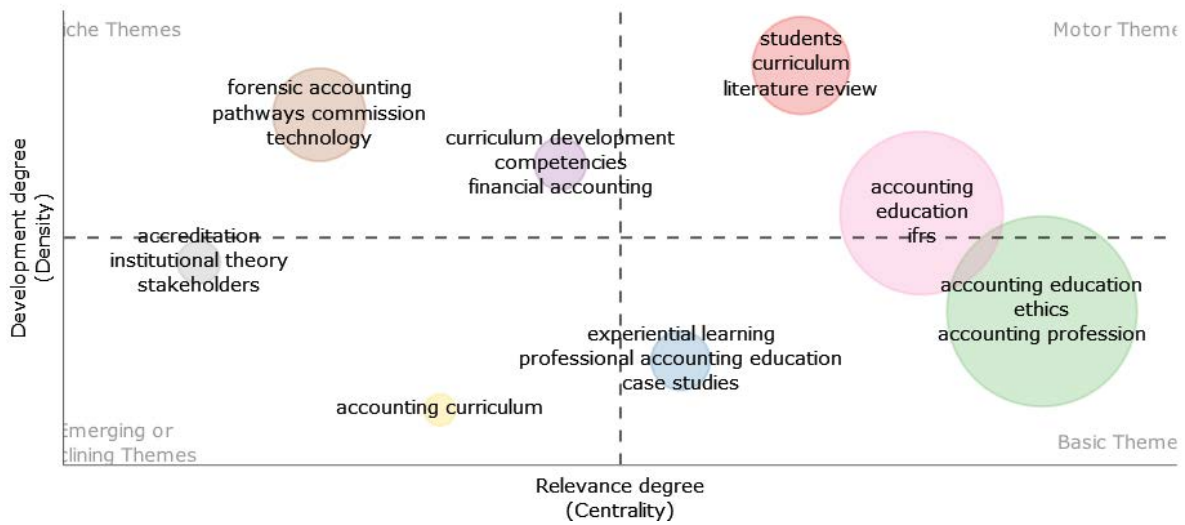 iche Themes
Motor Theme
students
curriculum
literature review
forensic accounting
pathways commission
technology
curriculum development
competencies
financial accounting
accounting
education
ifrs
accreditation
institutional theory
stakeholders
accounting education
ethics
accounting profession
experiential learning
professional accounting education
case studies
accounting curriculum
Emerging or
clining Themes
Basic Theme
Development degree
(Density)
Relevance degree
(Centrality)